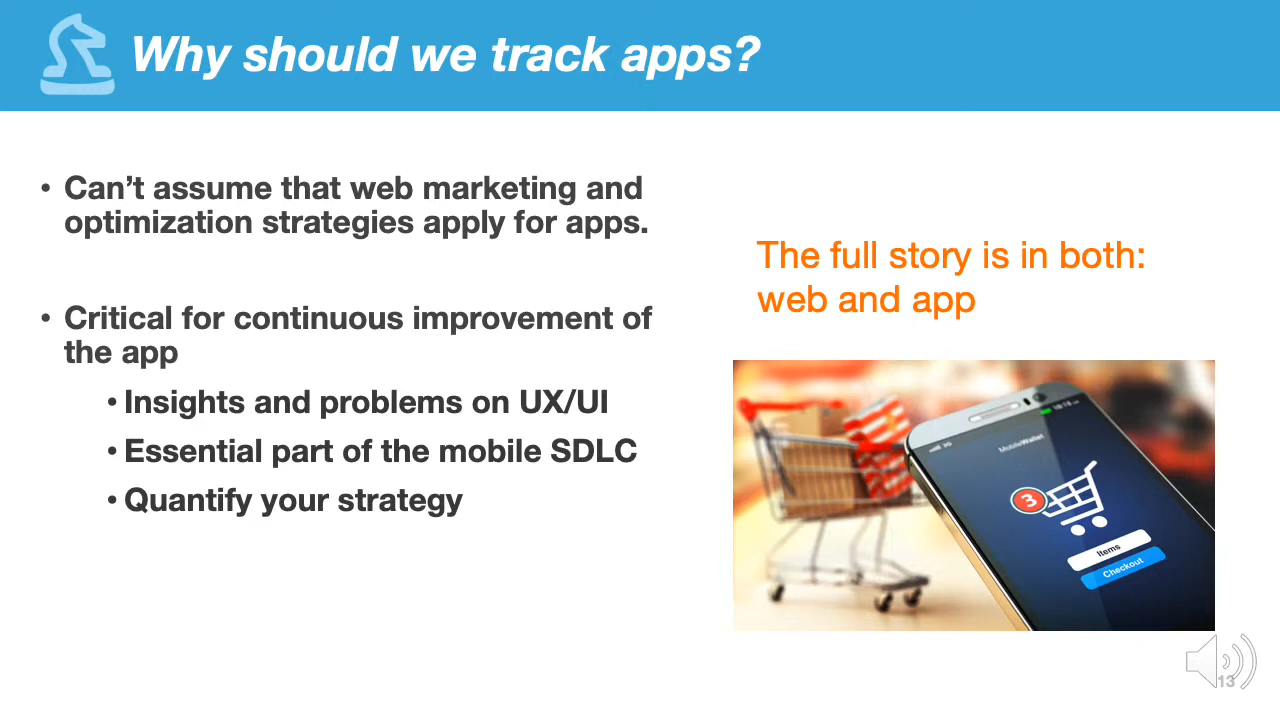 Why should we track apps?
• Can’t assume that web marketing and
optimization strategies apply for apps.
• Critical for continuous improvement of
the app
• Insights and problems on UX/UI
• Essential part of the mobile SDLC
• Quantify your strategy
The full story is in both:
web and app
MobileWallet
3
Items
Checkout
13